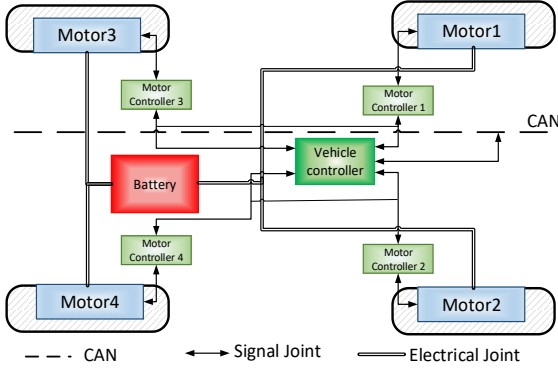 Motor3
Motor1
Motor
Controller 3
Motor
Controller 1
CAN
Vehicle
controller
Battery
Motor
Controller 4
Motor
Controller 2
Motor4
Motor2
CAN
Signal Joint
Electrical Joint